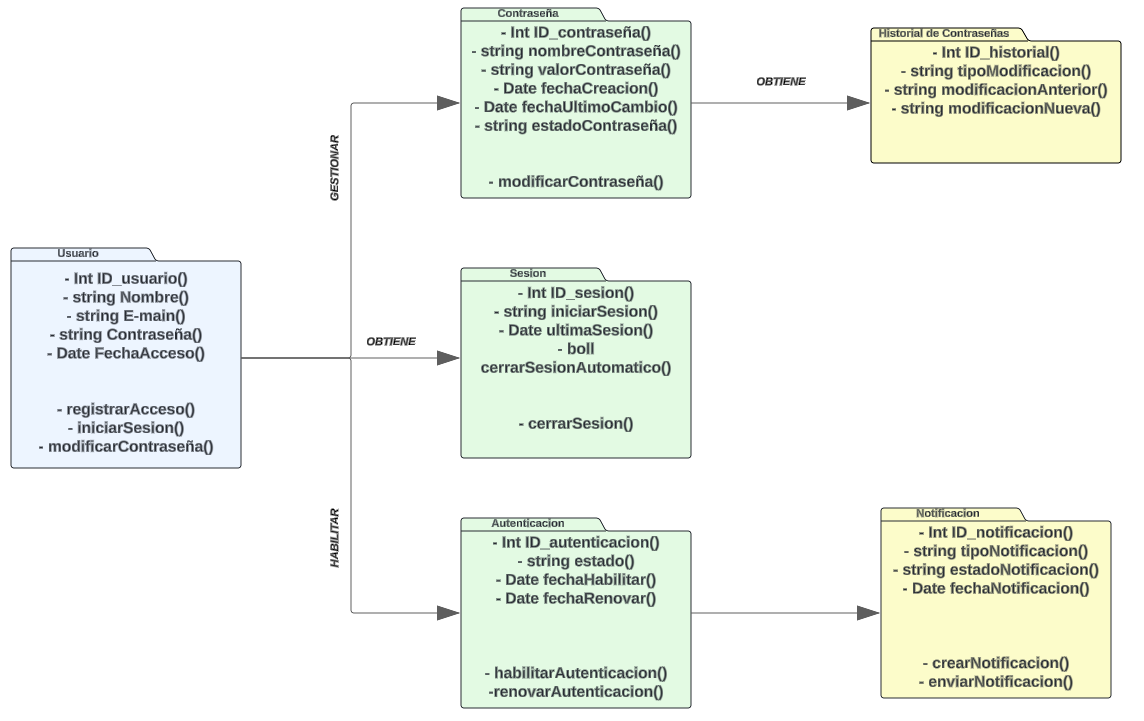 Contraseña
- Int ID_contraseña()
- string nombreContraseña()
- string valorContraseña()
- Date fechaCreacion()
- Date fechaUltimoCambio()
- string estadoContraseña()
- modificarContraseña()
OBTIENE
Historial de Contraseñas
- Int ID_historial()
- string tipoModificacion()
- string modificacionAnterior()
- string modificacionNueva()
GESTIONAR
Usuario
- Int ID_usuario()
- string Nombre()
- string E-main()
- string Contraseña()
- Date FechaAcceso()
- registrarAcceso()
- iniciarSesion()
- modificarContraseña()
OBTIENE
Sesion
- Int ID_sesion()
- string iniciarSesion()
- Date ultimaSesion()
- boll
cerrarSesionAutomatico()
- cerrarSesion()
HABILITAR
Autenticacion
- Int ID_autenticacion()
- string estado()
- Date fechaHabilitar()
- Date fechaRenovar()
- habilitarAutenticacion()
-renovarAutenticacion()
Notificacion
- Int ID_notificacion()
- string tipoNotificacion()
- string estadoNotificacion()
- Date fechaNotificacion()
- crearNotificacion()
- enviarNotificacion()